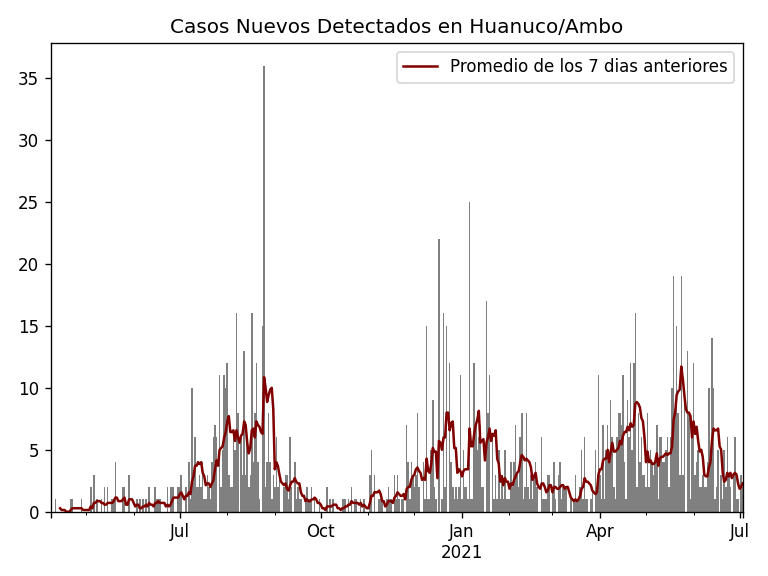 Casos Nuevos Detectados en Huanuco/Ambo
Promedio de los 7 dias anteriores
35
30
25
20
15
10
5
0
Jul
Oct
Jan
2021
Apr
Jul